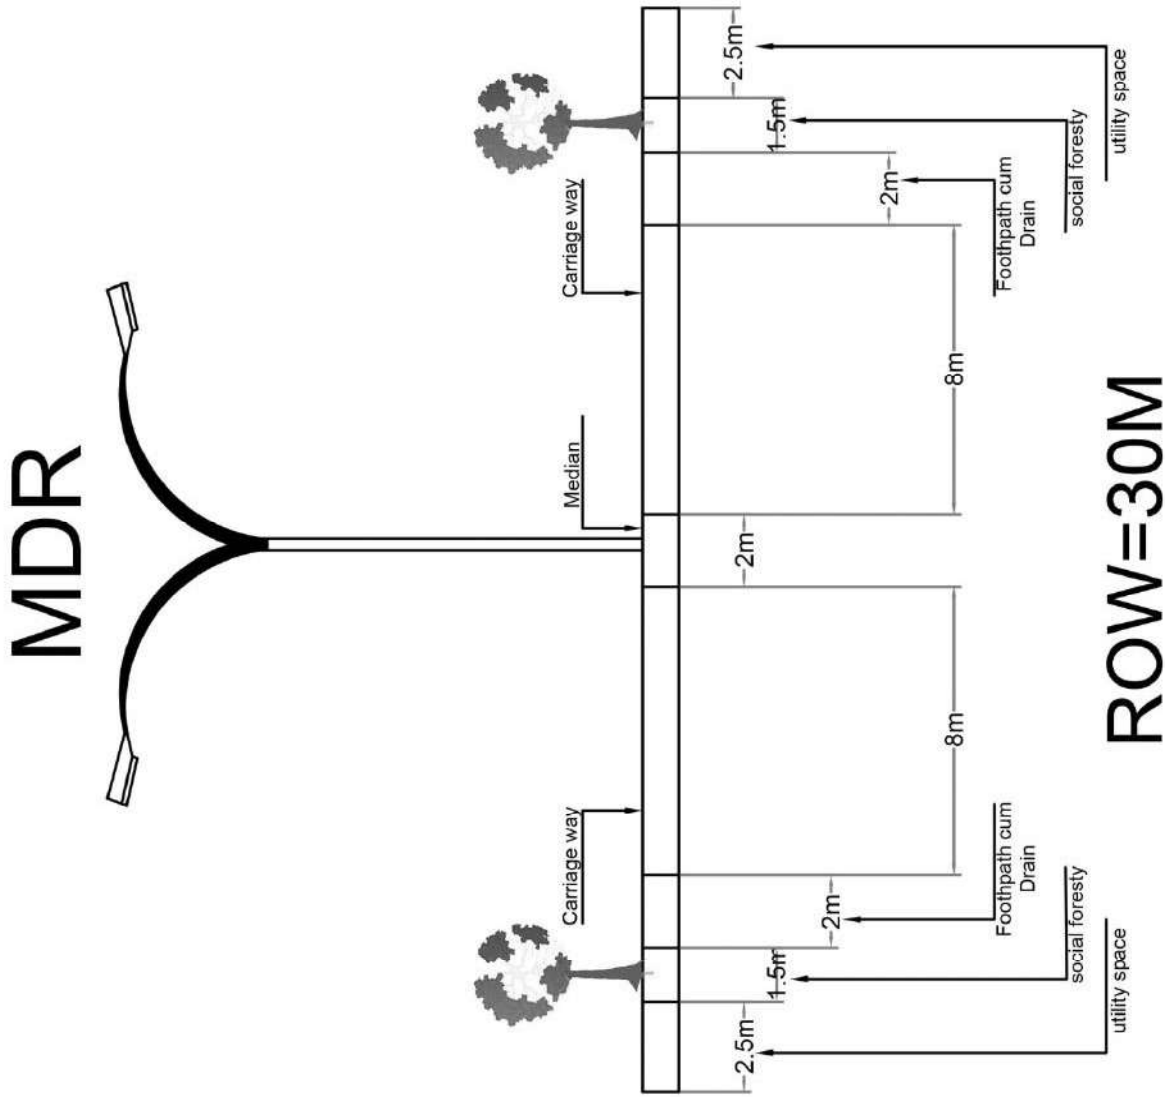 MDR
Carriage way
Median
Carriage way
2.5m
2m
2.5m
1.5m
1.5m
2m
2m
8m
8m
Foothpath cum
Drain
Foothpath cum
Drain
social foresty
social foresty
utility space
utility space
ROW=30M